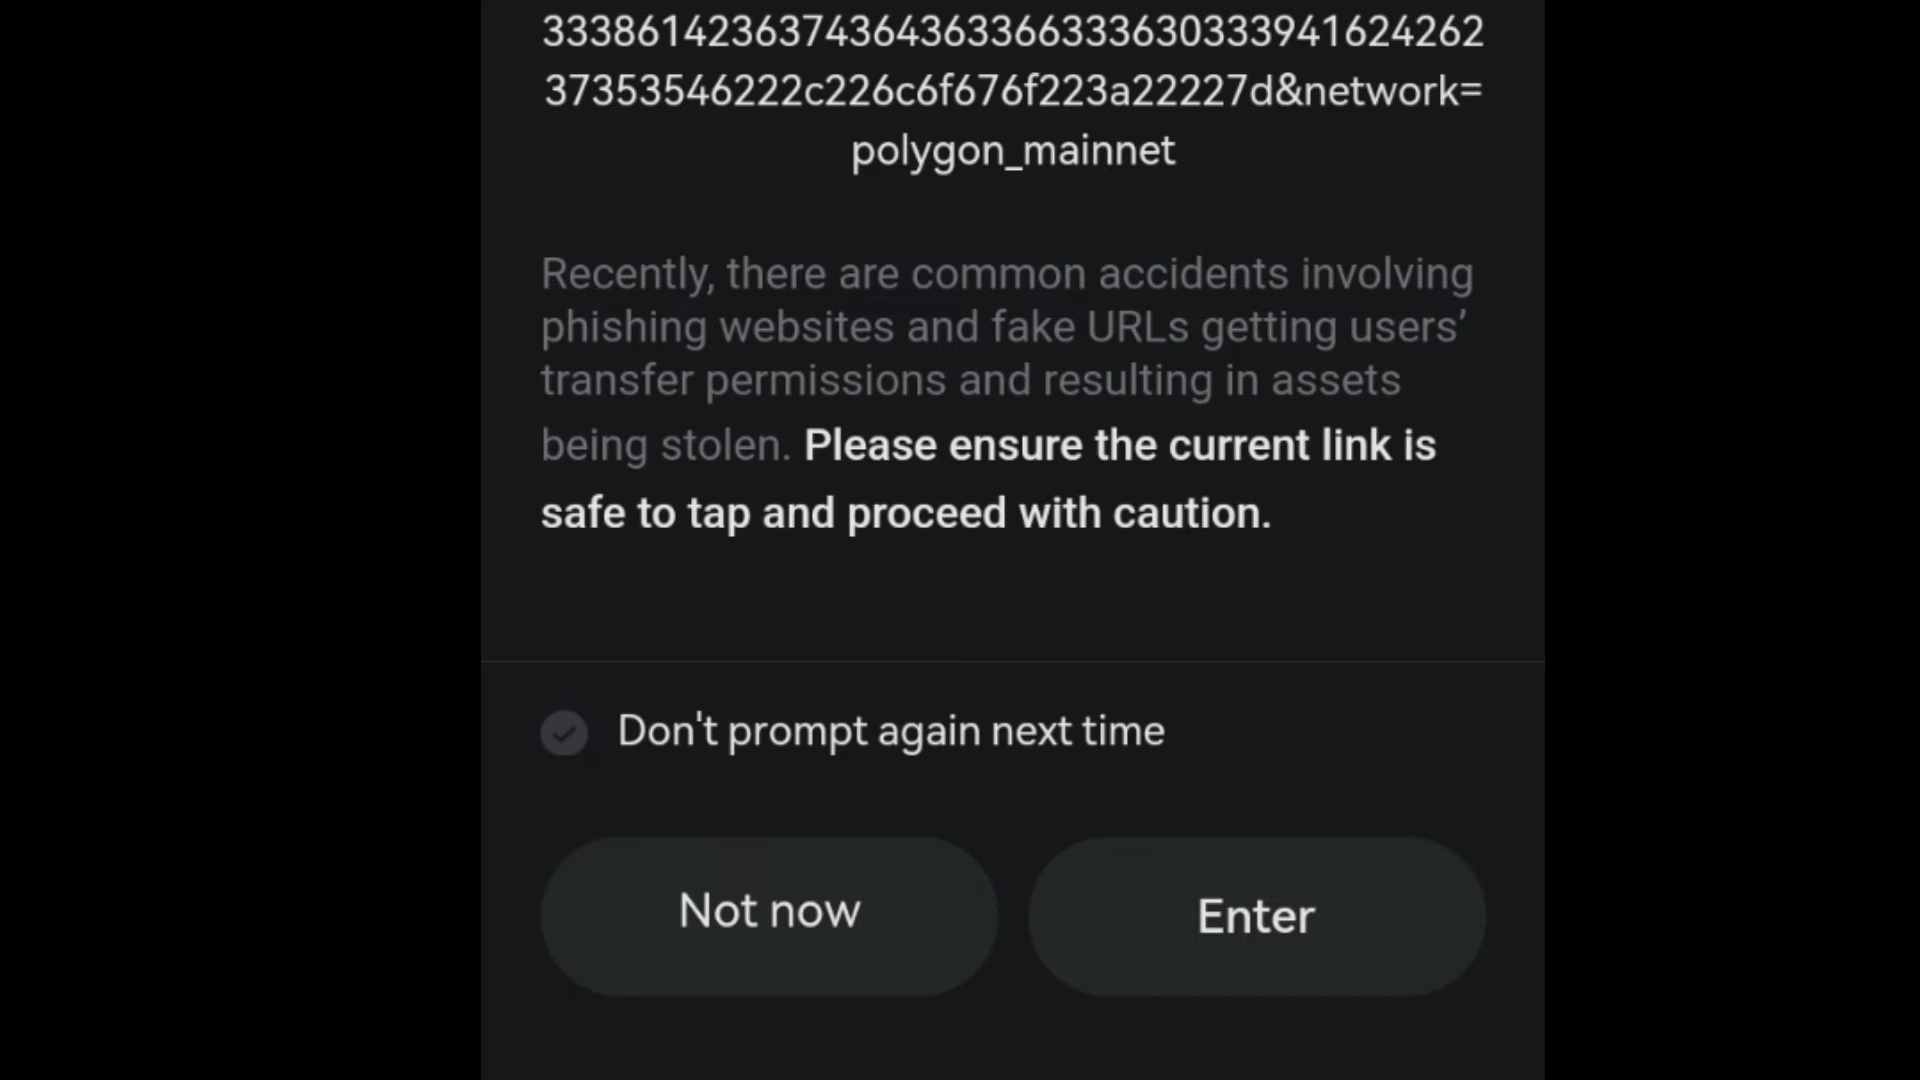 3338614236374364363366333630333941624262
37353546222c226c6f676f223a22227d&network=
polygon_mainnet
Recently, there are common accidents involving
phishing websites and fake URLs getting users’
transfer permissions and resulting in assets
being stolen. Please ensure the current link is
safe to tap and proceed with caution.
Don't prompt again next time
Not now
Enter